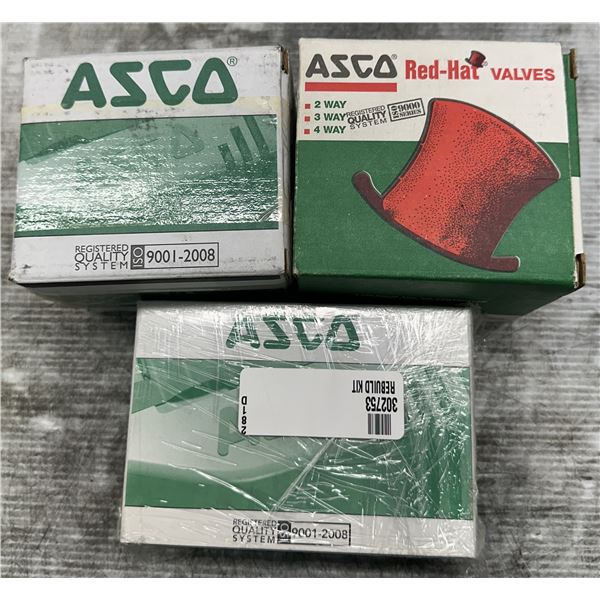 ASCO®
REGISTERED
QUALITY
SYSTEM
ISO 9001-2008
ASCO® Red-Hat® VALVES
2 WAY
3 WAY
4 WAY
REGISTERED
QUALITY
SYSTEM
ISO 9000
SERIES
ASCO
302753
REBUILD KIT
281
D
REGISTERED
QUALITY
SYSTEM
ISO 9001-2008